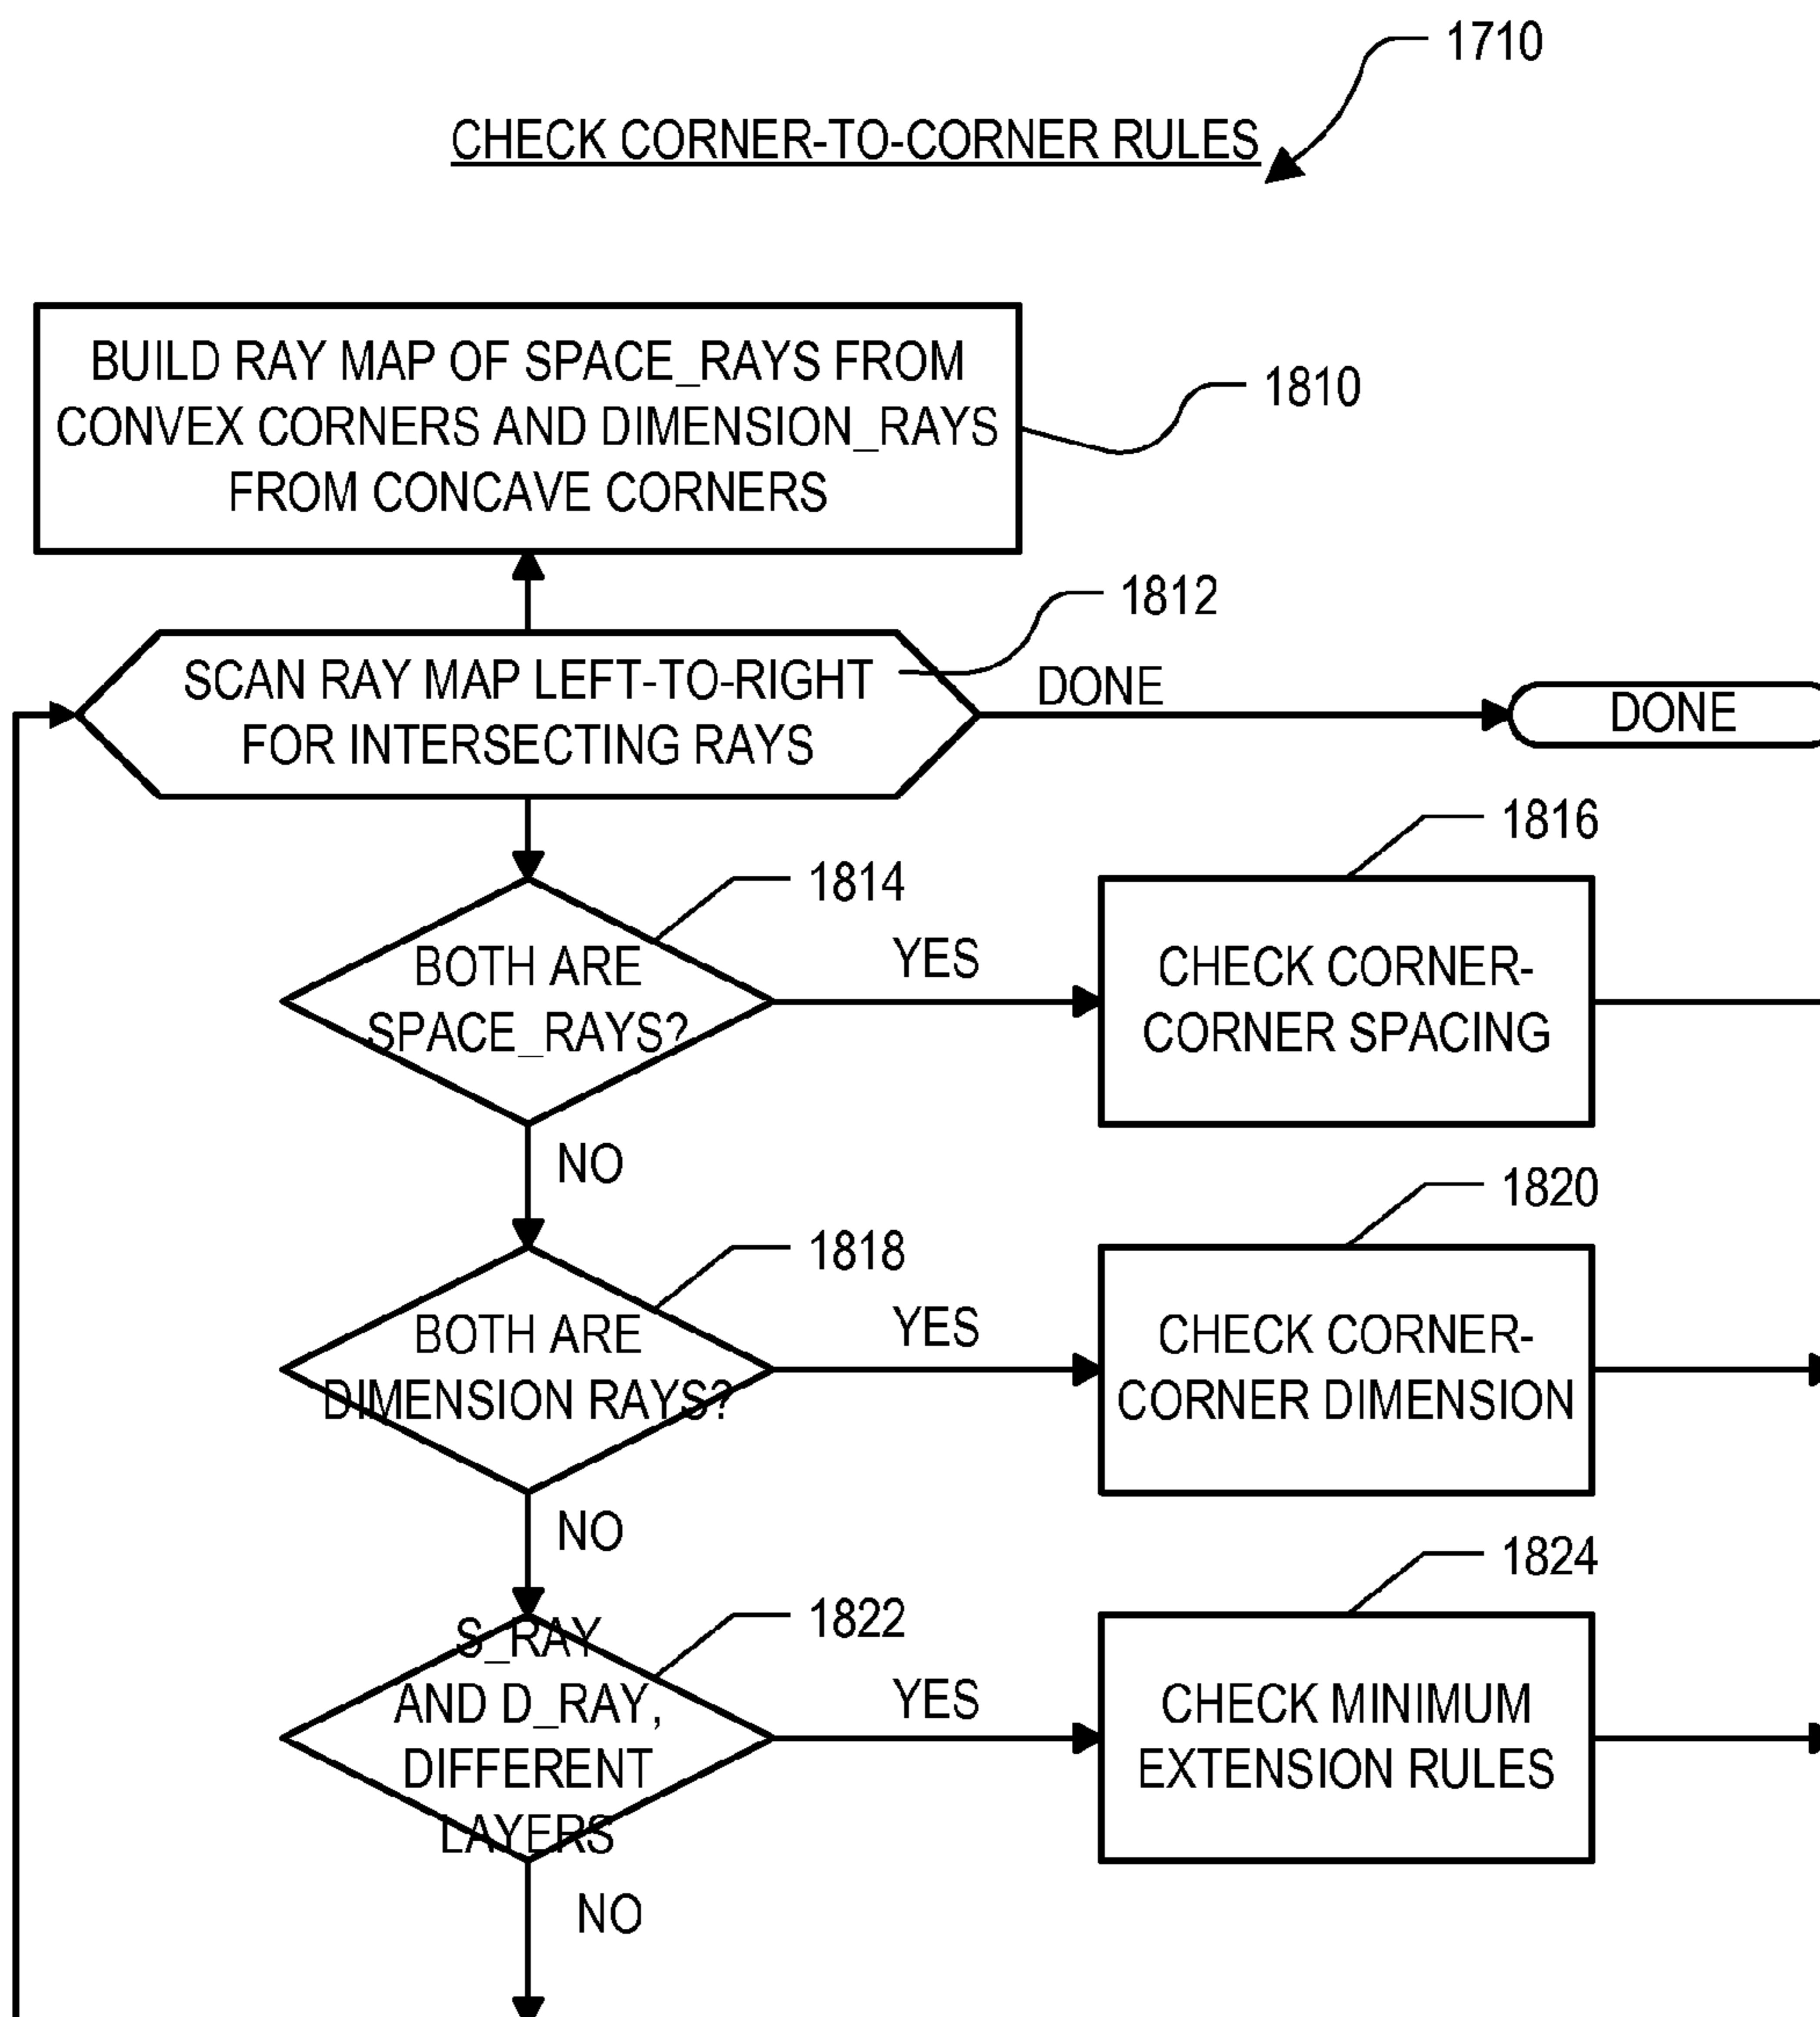 1710
CHECK CORNER-TO-CORNER RULES
BUILD RAY MAP OF SPACE_RAYS FROM
CONVEX CORNERS AND DIMENSION_RAYS
FROM CONCAVE CORNERS
1810
1812
SCAN RAY MAP LEFT-TO-RIGHT
FOR INTERSECTING RAYS
DONE
DONE
1814
BOTH ARE
SPACE_RAYS?
YES
1816
CHECK CORNER-
CORNER SPACING
NO
1818
BOTH ARE
DIMENSION RAYS?
YES
1820
CHECK CORNER-
CORNER DIMENSION
NO
1822
S_RAY
AND D_RAY,
DIFFERENT
LAYERS
YES
1824
CHECK MINIMUM
EXTENSION RULES
NO